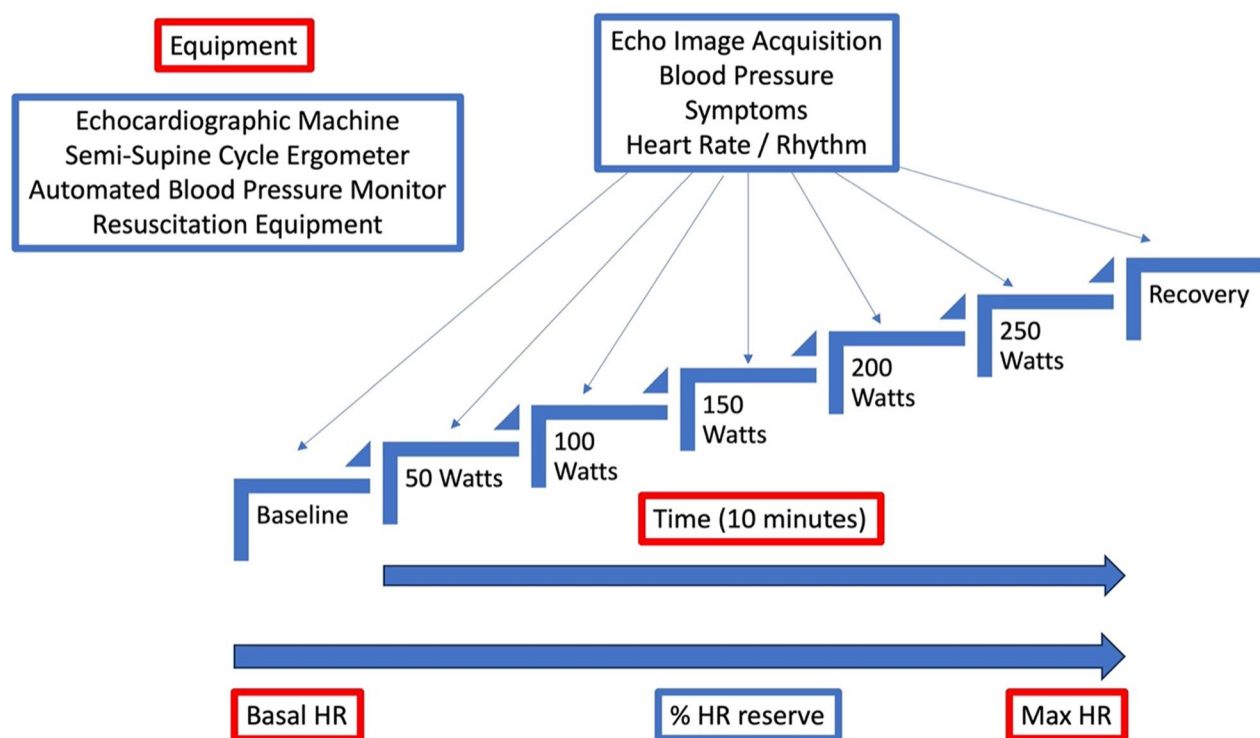 Equipment
Echocardiographic Machine
Semi-Supine Cycle Ergometer
Automated Blood Pressure Monitor
Resuscitation Equipment
Echo Image Acquisition
Blood Pressure
Symptoms
Heart Rate / Rhythm
Baseline
50 Watts
100
Watts
150
Watts
200
Watts
250
Watts
Recovery
Time (10 minutes)
Basal HR
% HR reserve
Max HR